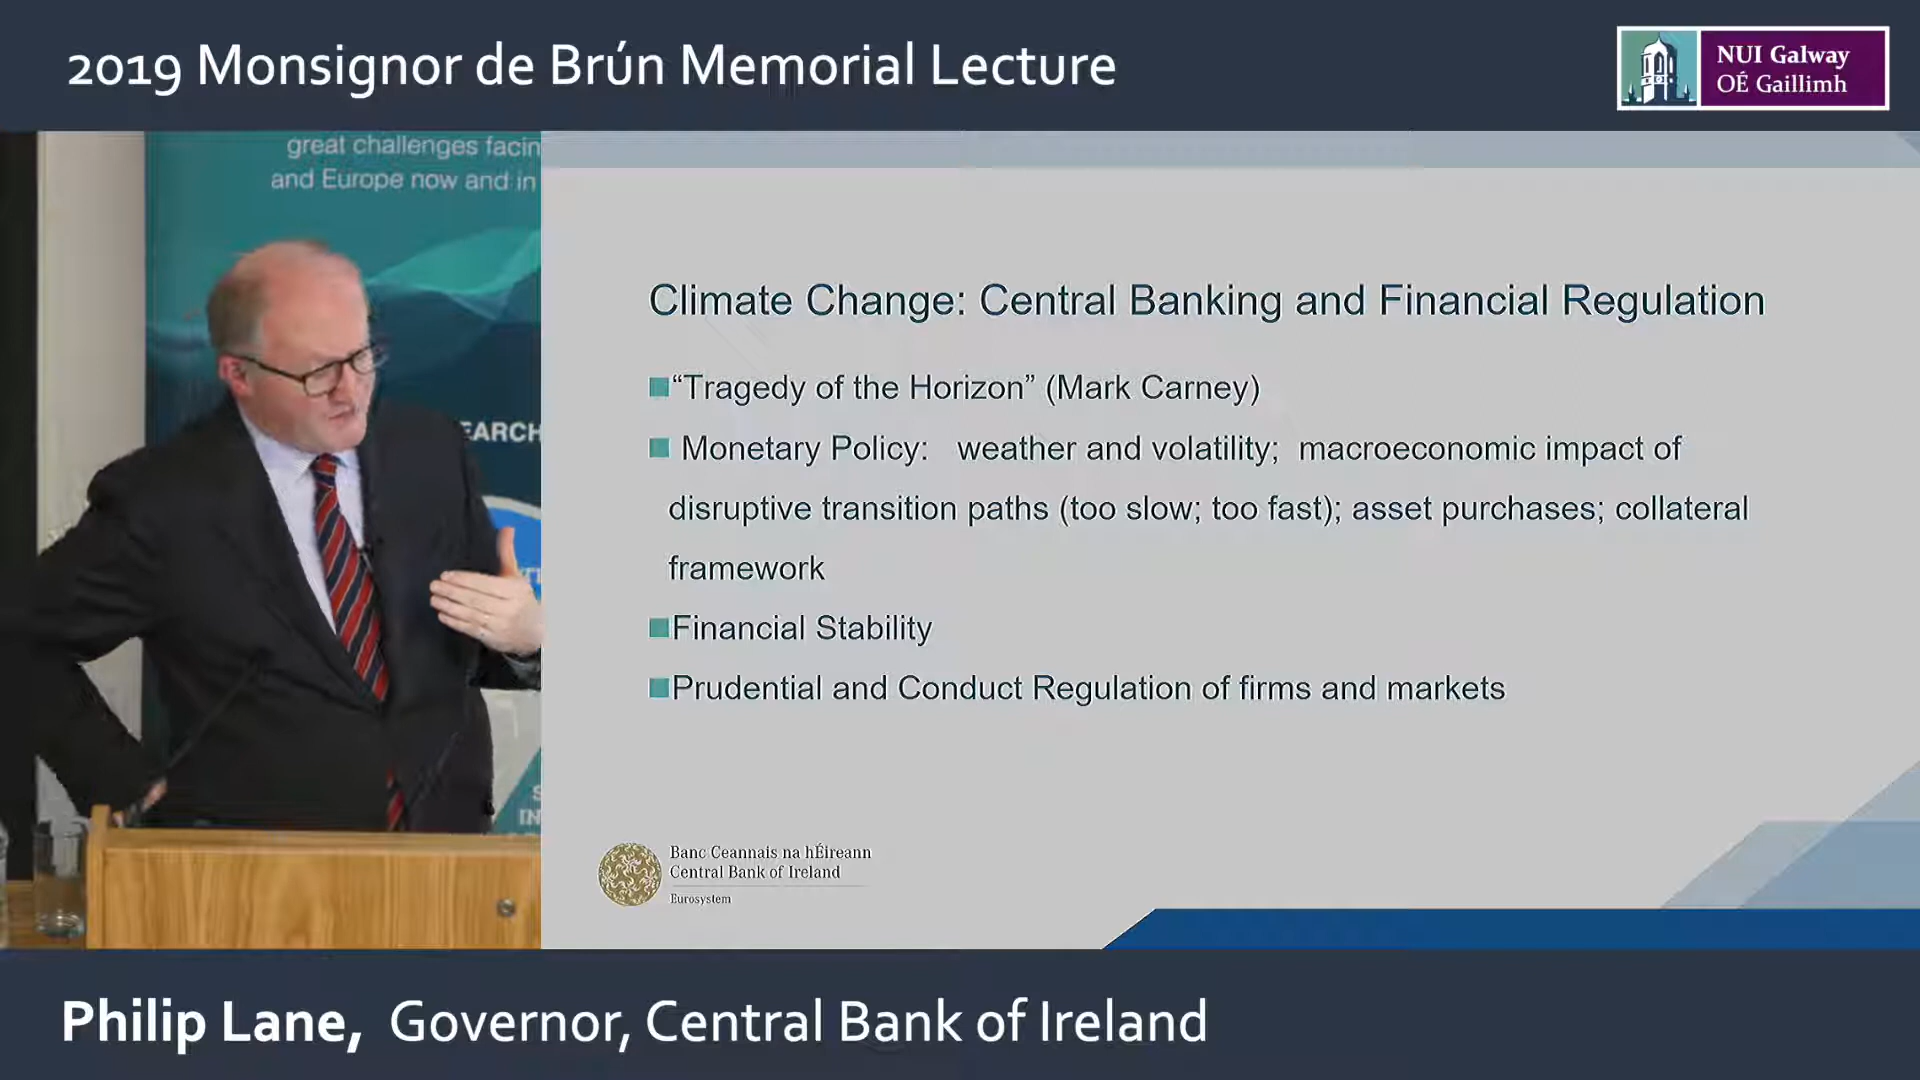 2019 Monsignor de Brún Memorial Lecture
NUI Galway
OÉ Gaillimh
great challenges facin
and Europe now and in
EARCH
IN
Climate Change: Central Banking and Financial Regulation
“Tragedy of the Horizon” (Mark Carney)
Monetary Policy: weather and volatility; macroeconomic impact of
disruptive transition paths (too slow; too fast); asset purchases; collateral
framework
Financial Stability
Prudential and Conduct Regulation of firms and markets
Banc Ceannais na hÉireann
Central Bank of Ireland
Eurosystem
Philip Lane, Governor, Central Bank of Ireland